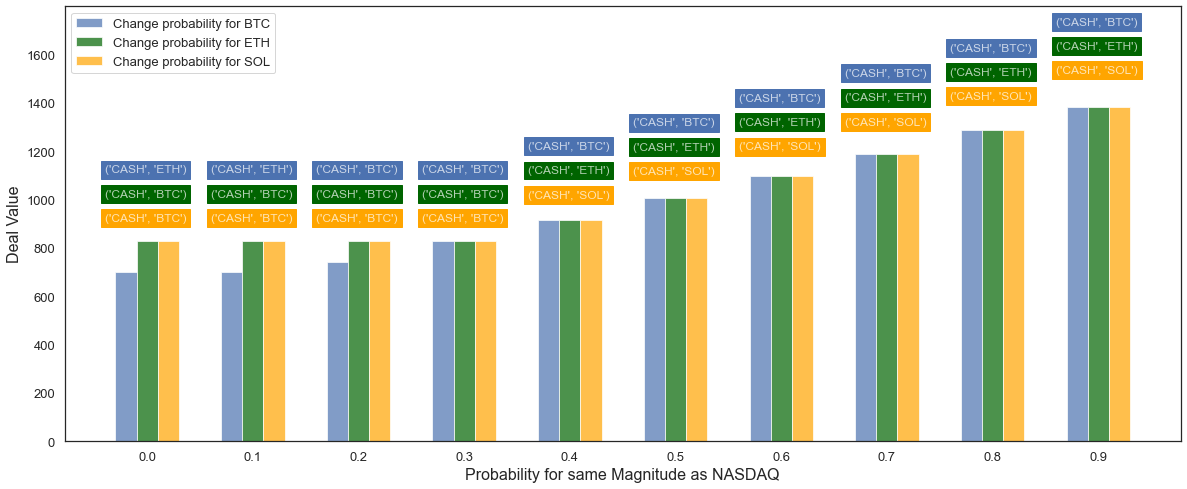 Change probability for BTC
Change probability for ETH
Change probability for SOL
Deal Value
1600
1400
1200
1000
800
600
400
200
0
('CASH', 'ETH')
('CASH', 'BTC')
('CASH', 'BTC')
('CASH', 'ETH')
('CASH', 'BTC')
('CASH', 'BTC')
('CASH', 'BTC')
('CASH', 'BTC')
('CASH', 'BTC')
('CASH', 'BTC')
('CASH', 'BTC')
('CASH', 'BTC')
('CASH', 'BTC')
('CASH', 'ETH')
('CASH', 'SOL')
('CASH', 'BTC')
('CASH', 'ETH')
('CASH', 'SOL')
('CASH', 'BTC')
('CASH', 'ETH')
('CASH', 'SOL')
('CASH', 'BTC')
('CASH', 'ETH')
('CASH', 'SOL')
('CASH', 'BTC')
('CASH', 'ETH')
('CASH', 'SOL')
('CASH', 'BTC')
('CASH', 'ETH')
('CASH', 'SOL')
0.0 0.1 0.2 0.3 0.4 0.5 0.6 0.7 0.8 0.9
Probability for same Magnitude as NASDAQ